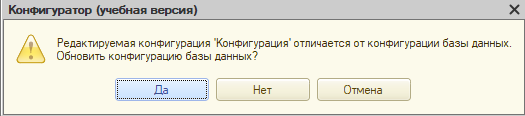 Конфигуратор (учебная версия)
Редактируемая конфигурация 'Конфигурация' отличается от конфигурации базы данных.
Обновить конфигурацию базы данных?
Да Нет Отмена